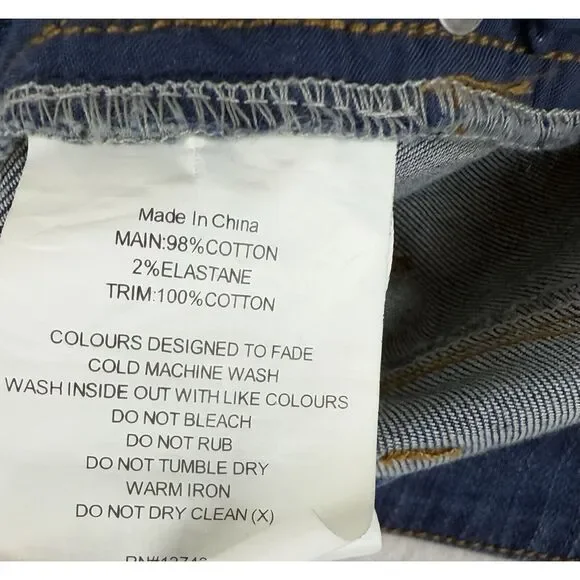 Made In China
MAIN:98%COTTON
2%ELASTANE
TRIM:100%COTTON
COLOURS DESIGNED TO FADE
COLD MACHINE WASH
WASH INSIDE OUT WITH LIKE COLOURS
DO NOT BLEACH
DO NOT RUB
DO NOT TUMBLE DRY
WARM IRON
DO NOT DRY CLEAN (X)